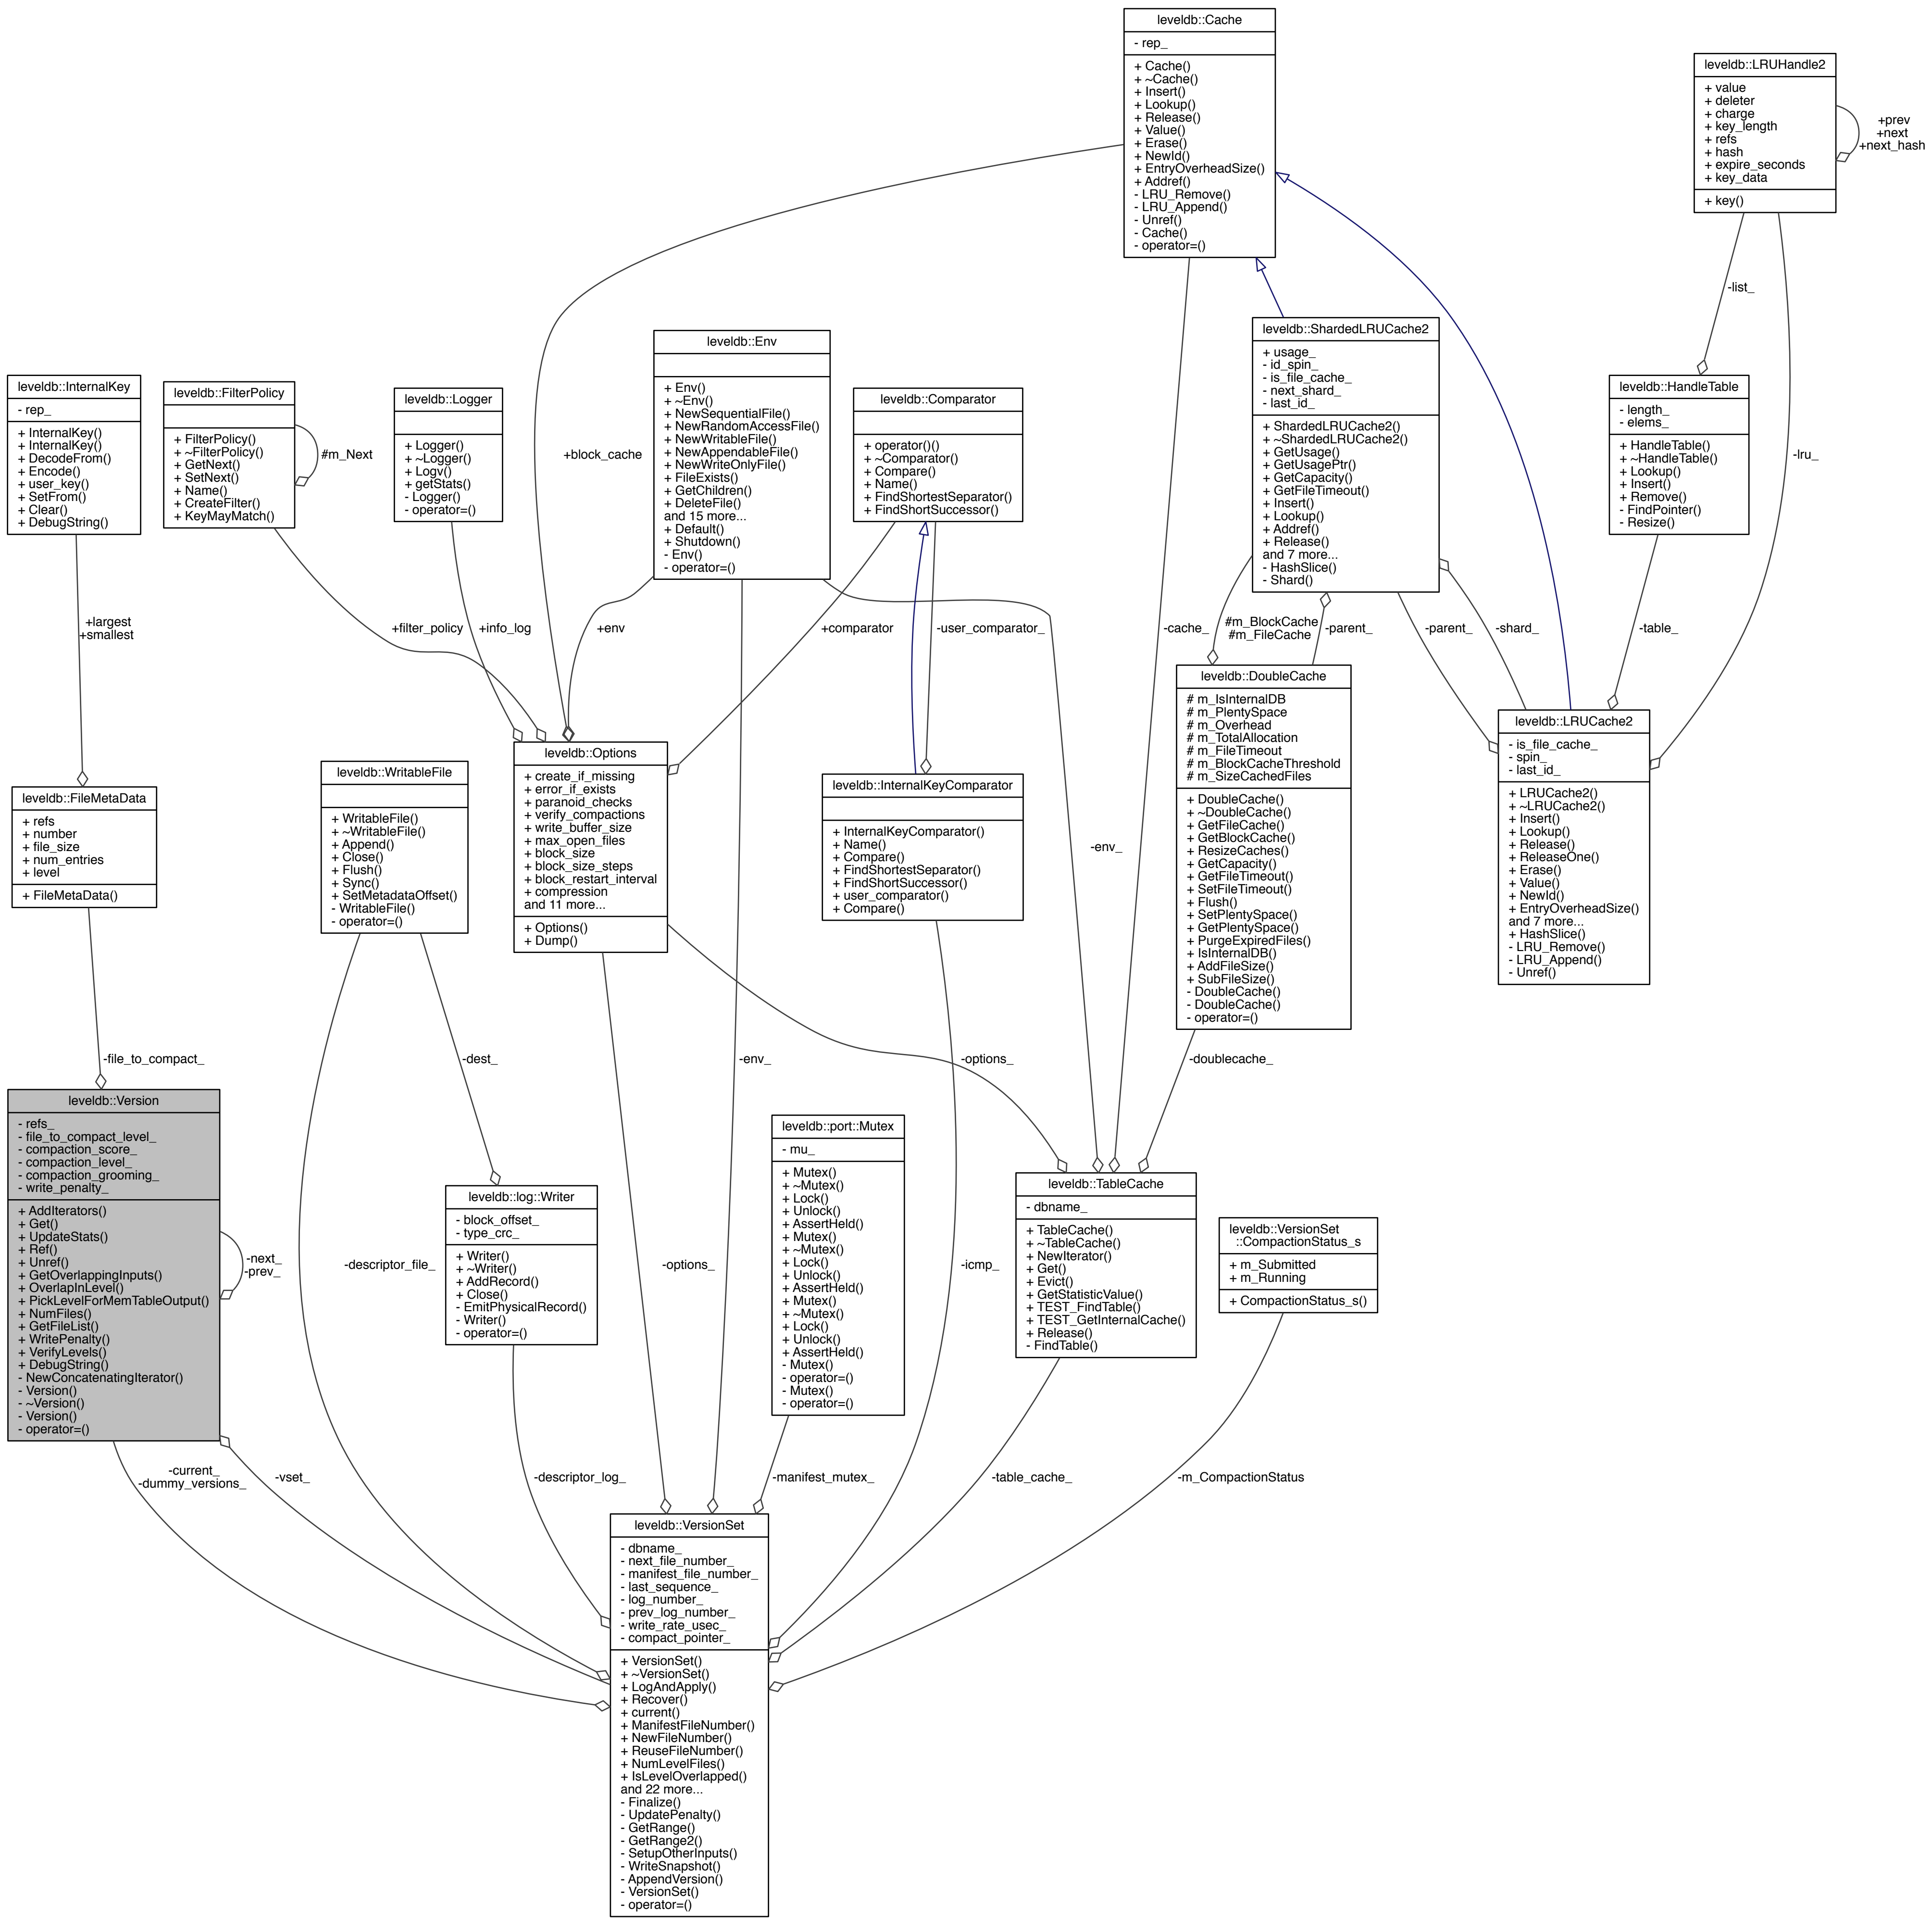 leveldb::Cache
- rep_
+ Cache()
+ ~Cache()
+ Insert()
+ Lookup()
+ Release()
+ Value()
+ Erase()
+ NewId()
+ EntryOverheadSize()
+ Addref()
- LRU_Remove()
- LRU_Append()
- Unref()
- Cache()
- operator=()
leveldb::LRUHandle2
+ value
+ deleter
+ charge
+ key_length
+ refs
+ hash
+ expire_seconds
+ key_data
+ key()
+prev
+next
+next_hash
-list_
leveldb::ShardedLRUCache2
+ usage_
- id_spin_
- is_file_cache_
- next_shard_
- last_id_
+ ShardedLRUCache2()
+ ~ShardedLRUCache2()
+ GetUsage()
+ GetUsagePtr()
+ GetCapacity()
+ GetFileTimeout()
+ Insert()
+ Lookup()
+ Addref()
+ Release()
and 7 more...
- HashSlice()
- Shard()
leveldb::Env
+ Env()
+ ~Env()
+ NewSequentialFile()
+ NewRandomAccessFile()
+ NewWritableFile()
+ NewAppendableFile()
+ NewWriteOnlyFile()
+ FileExists()
+ GetChildren()
+ DeleteFile()
and 15 more...
+ Default()
+ Shutdown()
- Env()
- operator=()
leveldb::InternalKey
- rep_
+ InternalKey()
+ InternalKey()
+ DecodeFrom()
+ Encode()
+ user_key()
+ SetFrom()
+ Clear()
+ DebugString()
leveldb::FilterPolicy
+ FilterPolicy()
+ ~FilterPolicy()
+ GetNext()
+ SetNext()
+ Name()
+ CreateFilter()
+ KeyMayMatch()
#m_Next
leveldb::Logger
+ Logger()
+ ~Logger()
+ Logv()
+ getStats()
- Logger()
- operator=()
+block_cache
leveldb::Comparator
+ operator()()
+ ~Comparator()
+ Compare()
+ Name()
+ FindShortestSeparator()
+ FindShortSuccessor()
leveldb::HandleTable
- length_
- elems_
+ HandleTable()
+ ~HandleTable()
+ Lookup()
+ Insert()
+ Remove()
- FindPointer()
- Resize()
-lru_
+largest
+smallest
+filter_policy
+info_log
+env
+comparator
-user_comparator_
-cache_
#m_BlockCache
#m_FileCache
-parent_
-parent_
-shard_
-table_
leveldb::DoubleCache
# m_IsInternalDB
# m_PlentySpace
# m_Overhead
# m_TotalAllocation
# m_FileTimeout
# m_BlockCacheThreshold
# m_SizeCachedFiles
+ DoubleCache()
+ ~DoubleCache()
+ GetFileCache()
+ GetBlockCache()
+ ResizeCaches()
+ GetCapacity()
+ GetFileTimeout()
+ SetFileTimeout()
+ Flush()
+ SetPlentySpace()
+ GetPlentySpace()
+ PurgeExpiredFiles()
+ IsInternalDB()
+ AddFileSize()
+ SubFileSize()
- DoubleCache()
- DoubleCache()
- operator=()
leveldb::LRUCache2
- is_file_cache_
- spin_
- last_id_
+ LRUCache2()
+ ~LRUCache2()
+ Insert()
+ Lookup()
+ Release()
+ ReleaseOne()
+ Erase()
+ Value()
+ NewId()
+ EntryOverheadSize()
and 7 more...
+ HashSlice()
- LRU_Remove()
- LRU_Append()
- Unref()
leveldb::Options
+ create_if_missing
+ error_if_exists
+ paranoid_checks
+ verify_compactions
+ write_buffer_size
+ max_open_files
+ block_size
+ block_size_steps
+ block_restart_interval
+ compression
and 11 more...
+ Options()
+ Dump()
leveldb::WritableFile
+ WritableFile()
+ ~WritableFile()
+ Append()
+ Close()
+ Flush()
+ Sync()
+ SetMetadataOffset()
- WritableFile()
- operator=()
leveldb::InternalKeyComparator
+ InternalKeyComparator()
+ Name()
+ Compare()
+ FindShortestSeparator()
+ FindShortSuccessor()
+ user_comparator()
+ Compare()
leveldb::FileMetaData
+ refs
+ number
+ file_size
+ num_entries
+ level
+ FileMetaData()
-env_
-file_to_compact_
-dest_
-env_
-options_
-doublecache_
leveldb::Version
- refs_
- file_to_compact_level_
- compaction_score_
- compaction_level_
- compaction_grooming_
- write_penalty_
+ AddIterators()
+ Get()
+ UpdateStats()
+ Ref()
+ Unref()
+ GetOverlappingInputs()
+ OverlapInLevel()
+ PickLevelForMemTableOutput()
+ NumFiles()
+ GetFileList()
+ WritePenalty()
+ VerifyLevels()
+ DebugString()
- NewConcatenatingIterator()
- Version()
- ~Version()
- Version()
- operator=()
-next_
-prev_
leveldb::port::Mutex
- mu_
+ Mutex()
+ ~Mutex()
+ Lock()
+ Unlock()
+ AssertHeld()
+ Mutex()
+ ~Mutex()
+ Lock()
+ Unlock()
+ AssertHeld()
+ Mutex()
+ ~Mutex()
+ Lock()
+ Unlock()
+ AssertHeld()
- Mutex()
- operator=()
- Mutex()
- operator=()
leveldb::log::Writer
- block_offset_
- type_crc_
+ Writer()
+ ~Writer()
+ AddRecord()
+ Close()
- EmitPhysicalRecord()
- Writer()
- operator=()
leveldb::TableCache
- dbname_
+ TableCache()
+ ~TableCache()
+ NewIterator()
+ Get()
+ Evict()
+ GetStatisticValue()
+ TEST_FindTable()
+ TEST_GetInternalCache()
+ Release()
- FindTable()
leveldb::VersionSet
::CompactionStatus_s
+ m_Submitted
+ m_Running
+ CompactionStatus_s()
-descriptor_file_
-options_
-icmp_
-current_
-dummy_versions_
-vset_
-descriptor_log_
-manifest_mutex_
-table_cache_
-m_CompactionStatus
leveldb::VersionSet
- dbname_
- next_file_number_
- manifest_file_number_
- last_sequence_
- log_number_
- prev_log_number_
- write_rate_usec_
- compact_pointer_
+ VersionSet()
+ ~VersionSet()
+ LogAndApply()
+ Recover()
+ current()
+ ManifestFileNumber()
+ NewFileNumber()
+ ReuseFileNumber()
+ NumLevelFiles()
+ IsLevelOverlapped()
and 22 more...
- Finalize()
- UpdatePenalty()
- GetRange()
- GetRange2()
- SetupOtherInputs()
- WriteSnapshot()
- AppendVersion()
- VersionSet()
- operator=()